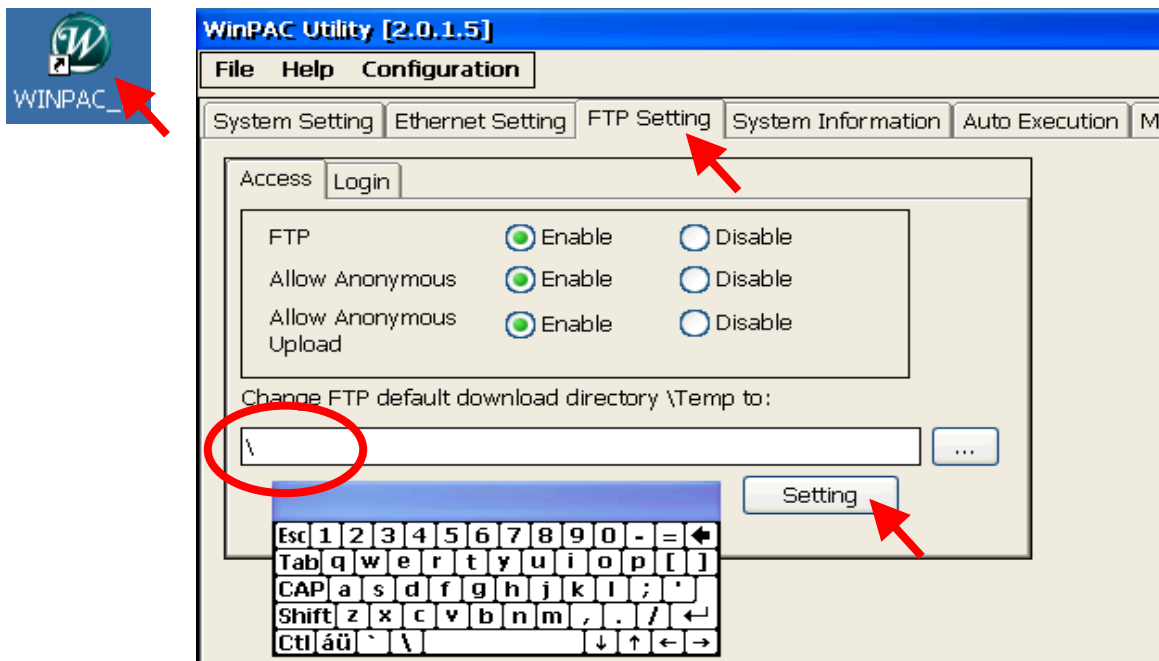 W
WINPAC_
WinPAC Utility [2.0.1.5]
File Help Configuration
System Setting Ethernet Setting FTP Setting System Information Auto Execution M
Access Login
FTP Enable Disable
Allow Anonymous Enable Disable
Allow Anonymous
Upload Enable Disable
Change FTP default download directory \Temp to:
\ ...
Setting
Esc 1 2 3 4 5 6 7 8 9 0 - = 🡄
Tab q w e r t y u i o p [ ]
CAP a s d f g h j k l ; '
Shift z x c v b n m , . / ↵
Ctl áü ` \ ↓ ↑ ← →